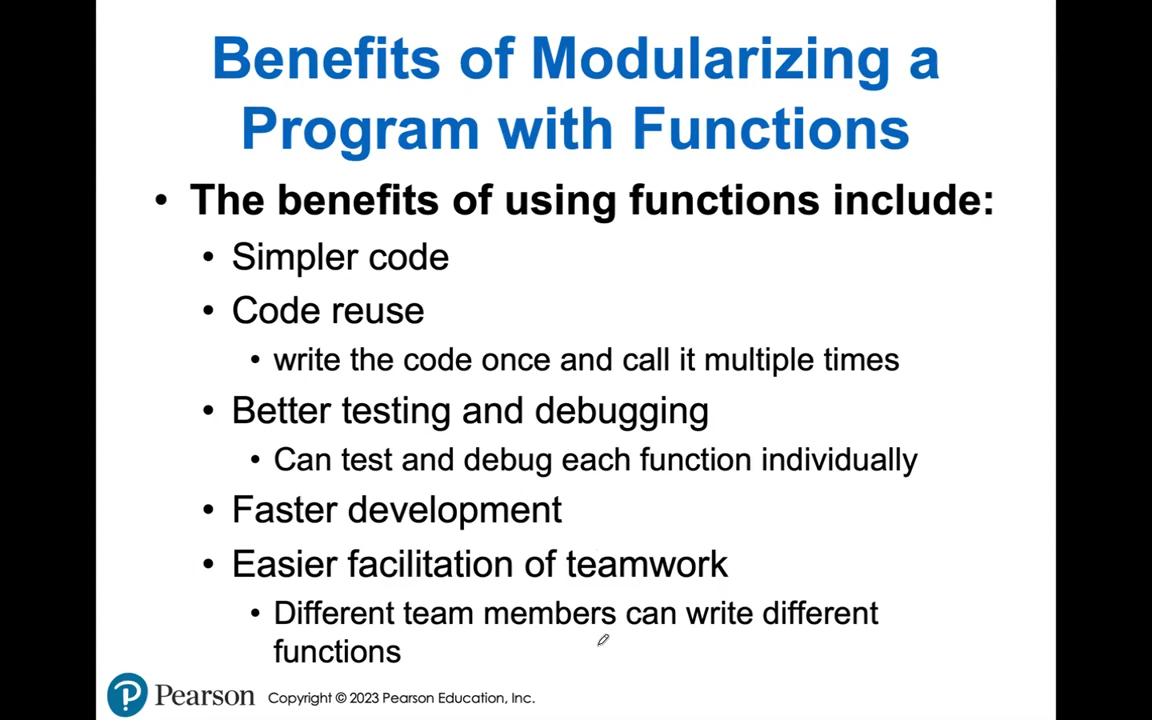 Benefits of Modularizing a
Program with Functions
• The benefits of using functions include:
• Simpler code
• Code reuse
• write the code once and call it multiple times
• Better testing and debugging
• Can test and debug each function individually
• Faster development
• Easier facilitation of teamwork
• Different team members can write different
functions
P Pearson Copyright © 2023 Pearson Education, Inc.